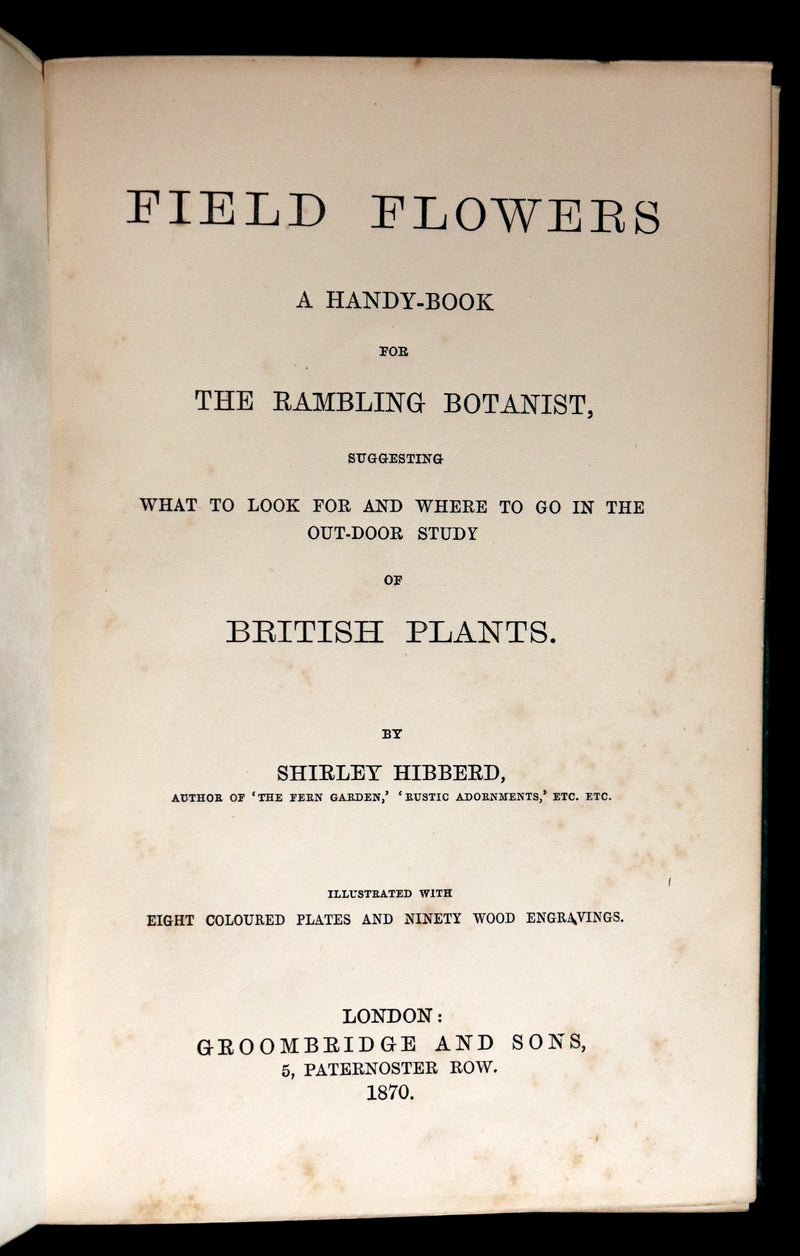 FIELD FLOWERS
A HANDY-BOOK
FOR
THE RAMBLING BOTANIST,
SUGGESTING
WHAT TO LOOK FOR AND WHERE TO GO IN THE
OUT-DOOR STUDY
OF
BRITISH PLANTS.
BY
SHIRLEY HIBBERD,
AUTHOR OF ‘THE FERN GARDEN,’ ‘RUSTIC ADORNMENTS,’ ETC. ETC.
ILLUSTRATED WITH
EIGHT COLOURED PLATES AND NINETY WOOD ENGRAVINGS.
LONDON:
GROOMBRIDGE AND SONS,
5, PATERNOSTER ROW.
1870.